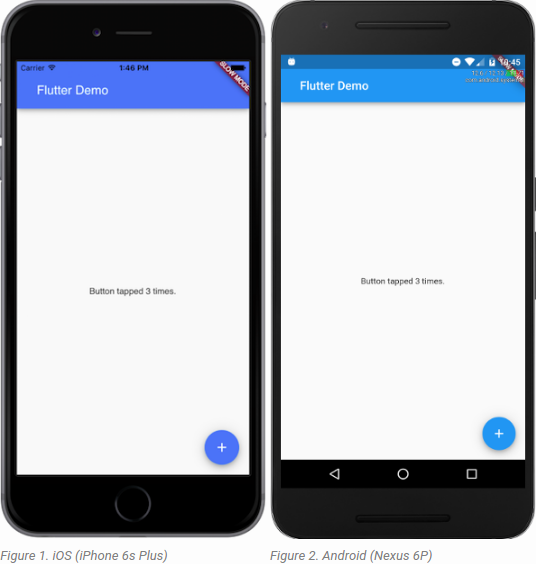 Carrier
1:46 PM
SLOW MODE
Flutter Demo
Button tapped 3 times.
+
Figure 1. iOS (iPhone 6s Plus)
10:45
Flutter Demo
Button tapped 3 times.
+
Figure 2. Android (Nexus 6P)